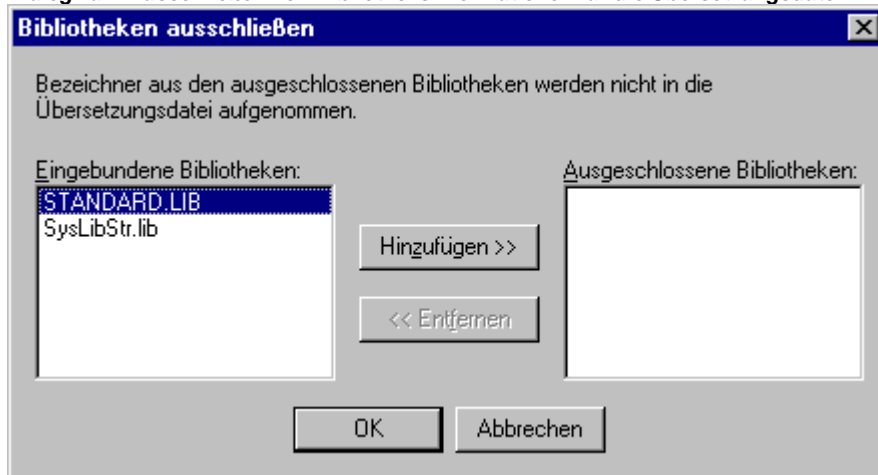 Bibliotheken ausschließen
Bezeichner aus den ausgeschlossenen Bibliotheken werden nicht in die
Übersetzungsdatei aufgenommen.
Eingebundene Bibliotheken:
Ausgeschlossene Bibliotheken:
STANDARD.LIB
SysLibStr.lib
Hinzufügen >>
<< Entfernen
OK
Abbrechen